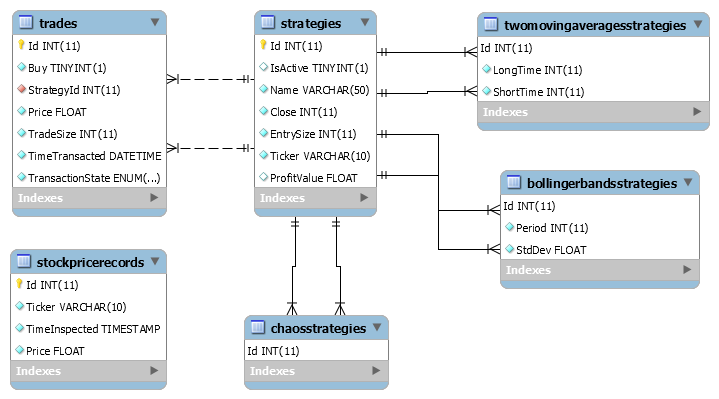 trades
Id INT(11)
Buy TINYINT(1)
StrategyId INT(11)
Price FLOAT
TradeSize INT(11)
TimeTransacted DATETIME
TransactionState ENUM(...)
Indexes
strategies
Id INT(11)
IsActive TINYINT(1)
Name VARCHAR(50)
Close INT(11)
EntrySize INT(11)
Ticker VARCHAR(10)
ProfitValue FLOAT
Indexes
twomovingaveragesstrategies
Id INT(11)
LongTime INT(11)
ShortTime INT(11)
Indexes
bollingerbandsstrategies
Id INT(11)
Period INT(11)
StdDev FLOAT
Indexes
stockpricerecords
Id INT(11)
Ticker VARCHAR(10)
TimeInspected TIMESTAMP
Price FLOAT
Indexes
chaosstrategies
Id INT(11)
Indexes